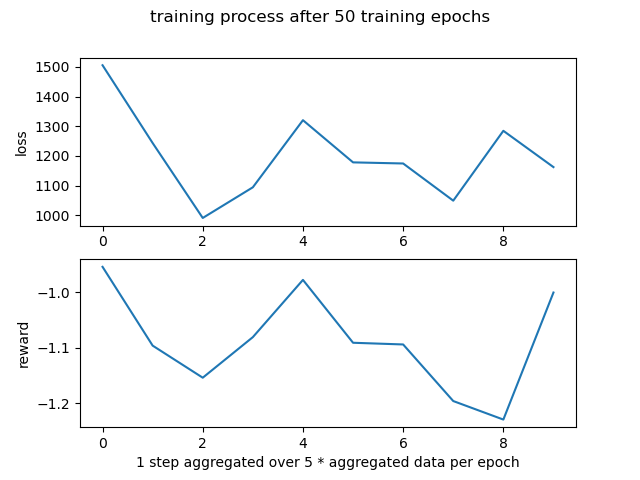 training process after 50 training epochs
1500
1400
1300
1200
1100
1000
loss
0 2 4 6 8
−1.0
−1.1
−1.2
reward
0 2 4 6 8
1 step aggregated over 5 * aggregated data per epoch